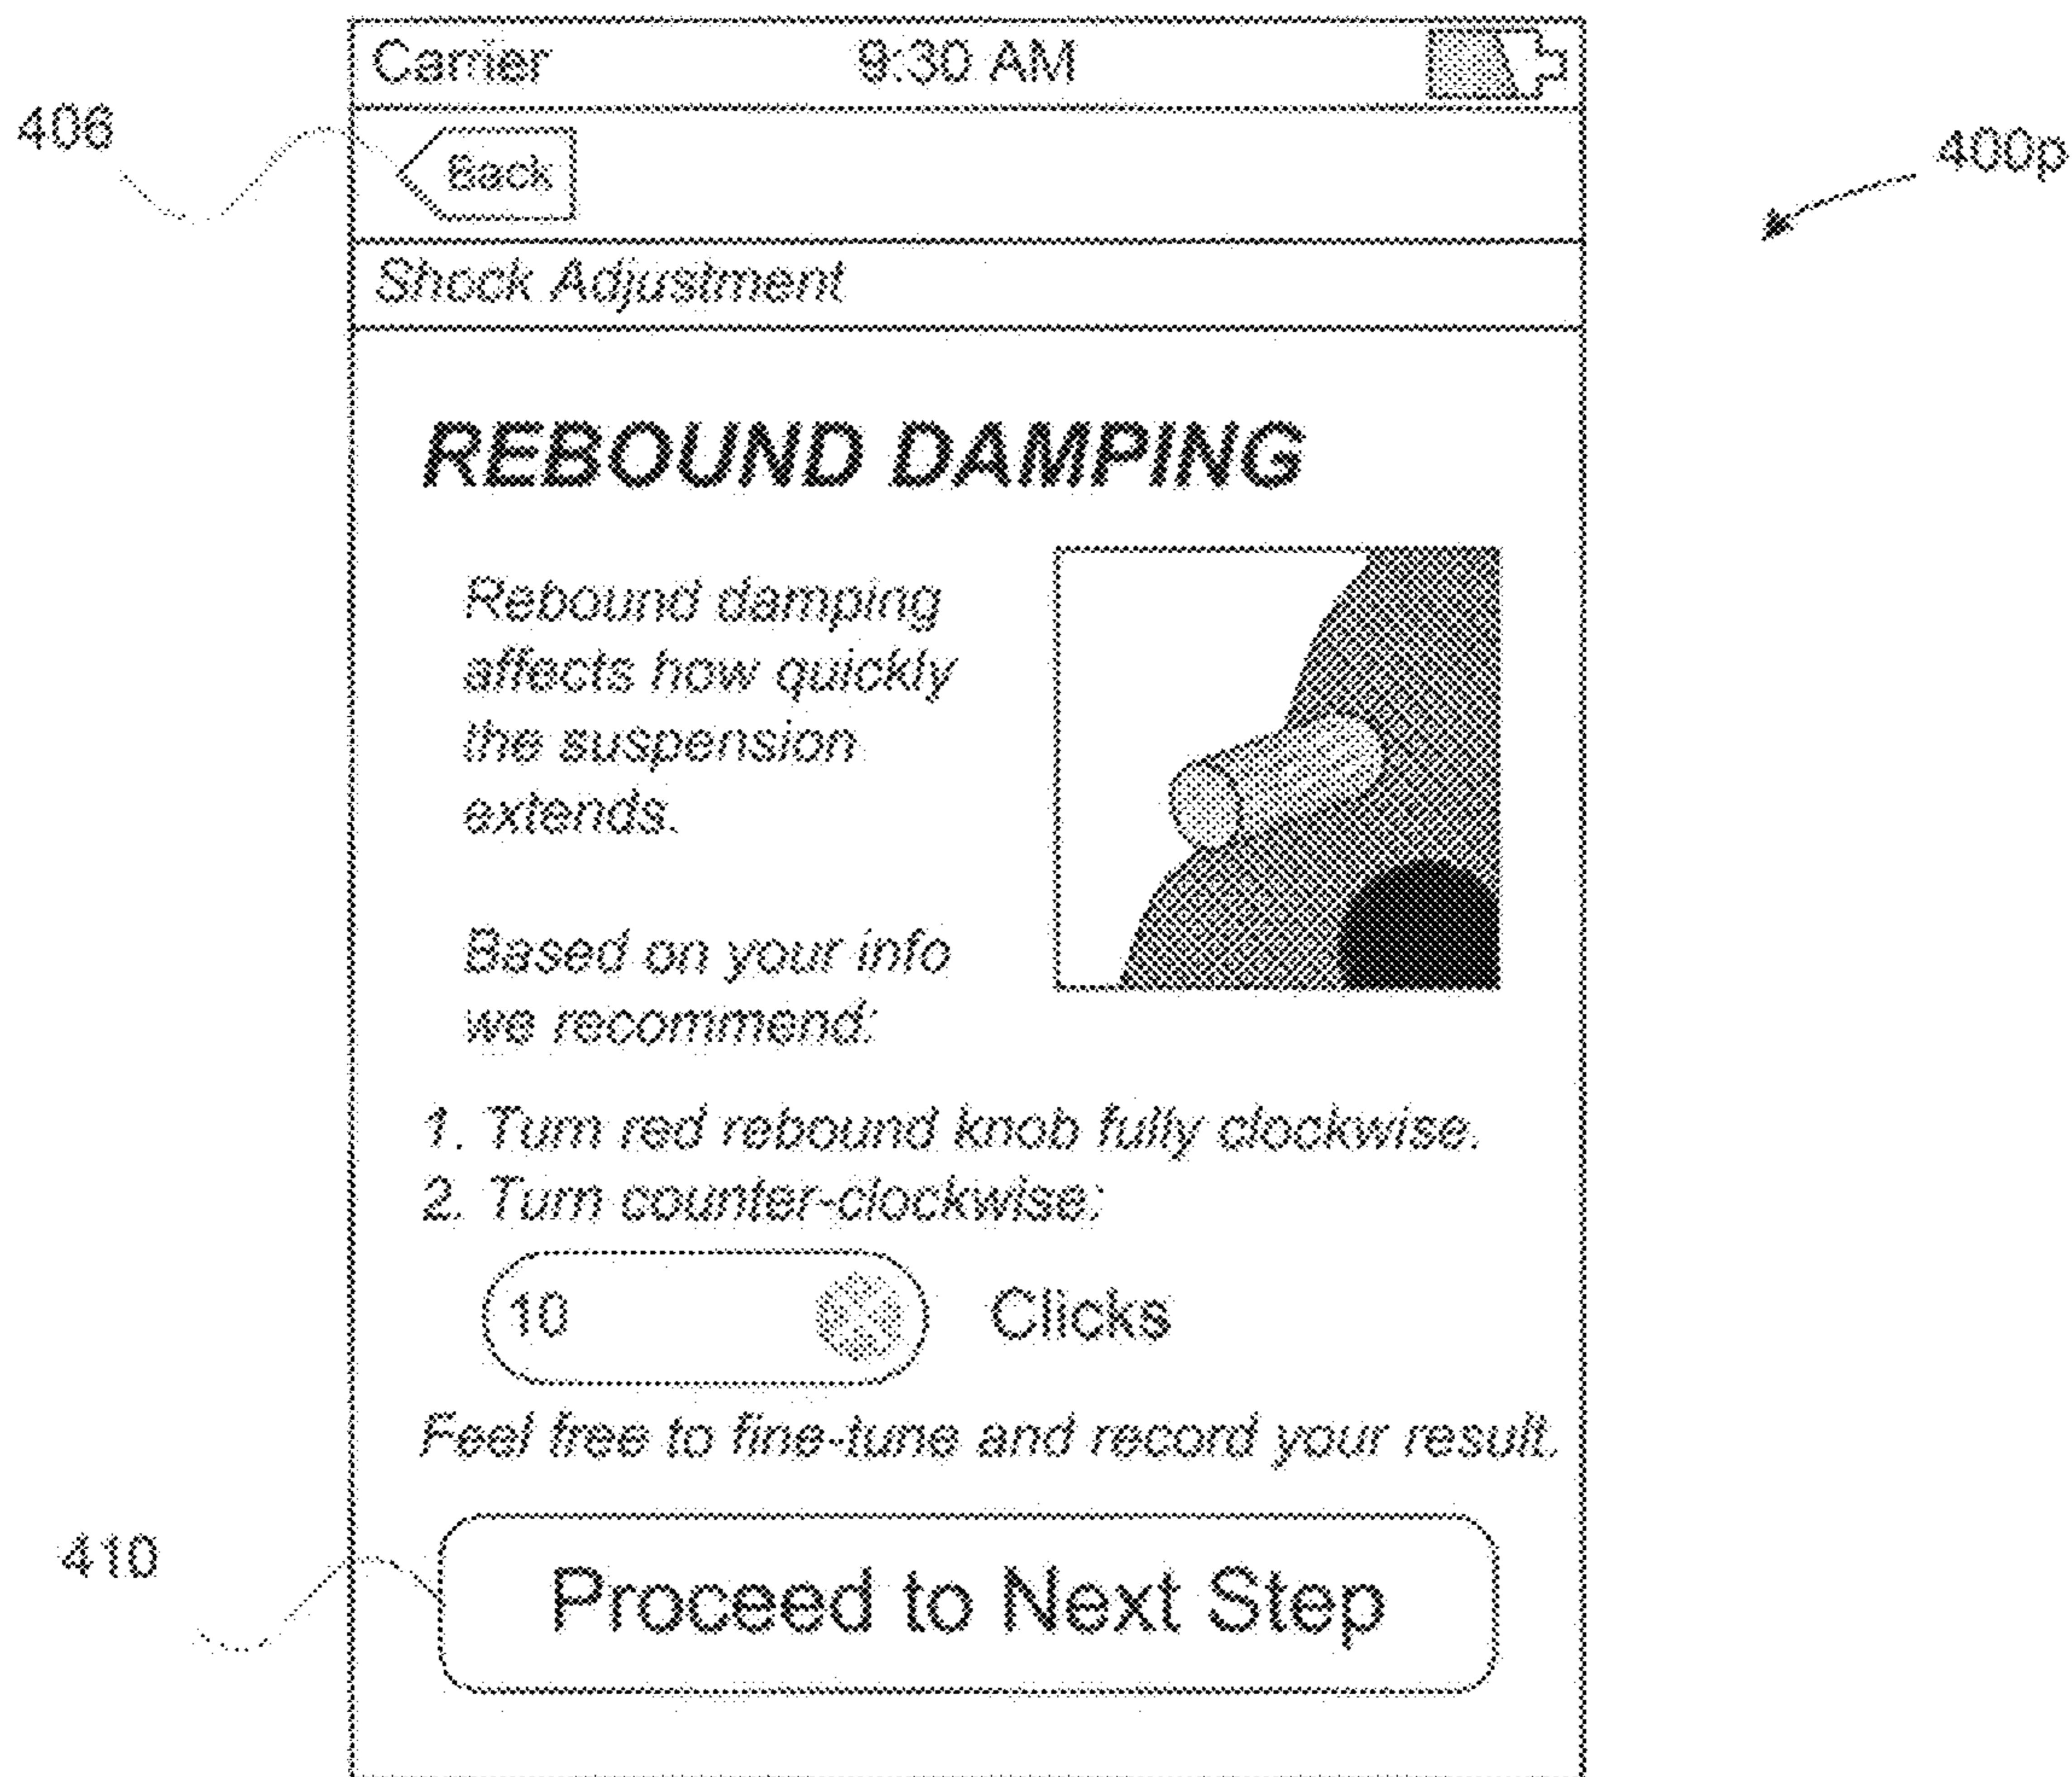 Carrier 9:30 AM
406
Back
400p
Shock Adjustment
REBOUND DAMPING
Rebound damping
affects how quickly
the suspension
extends.
Based on your info
we recommend:
1. Turn red rebound knob fully clockwise.
2. Turn counter-clockwise:
10 Clicks
Feel free to fine-tune and record your result.
410
Proceed to Next Step